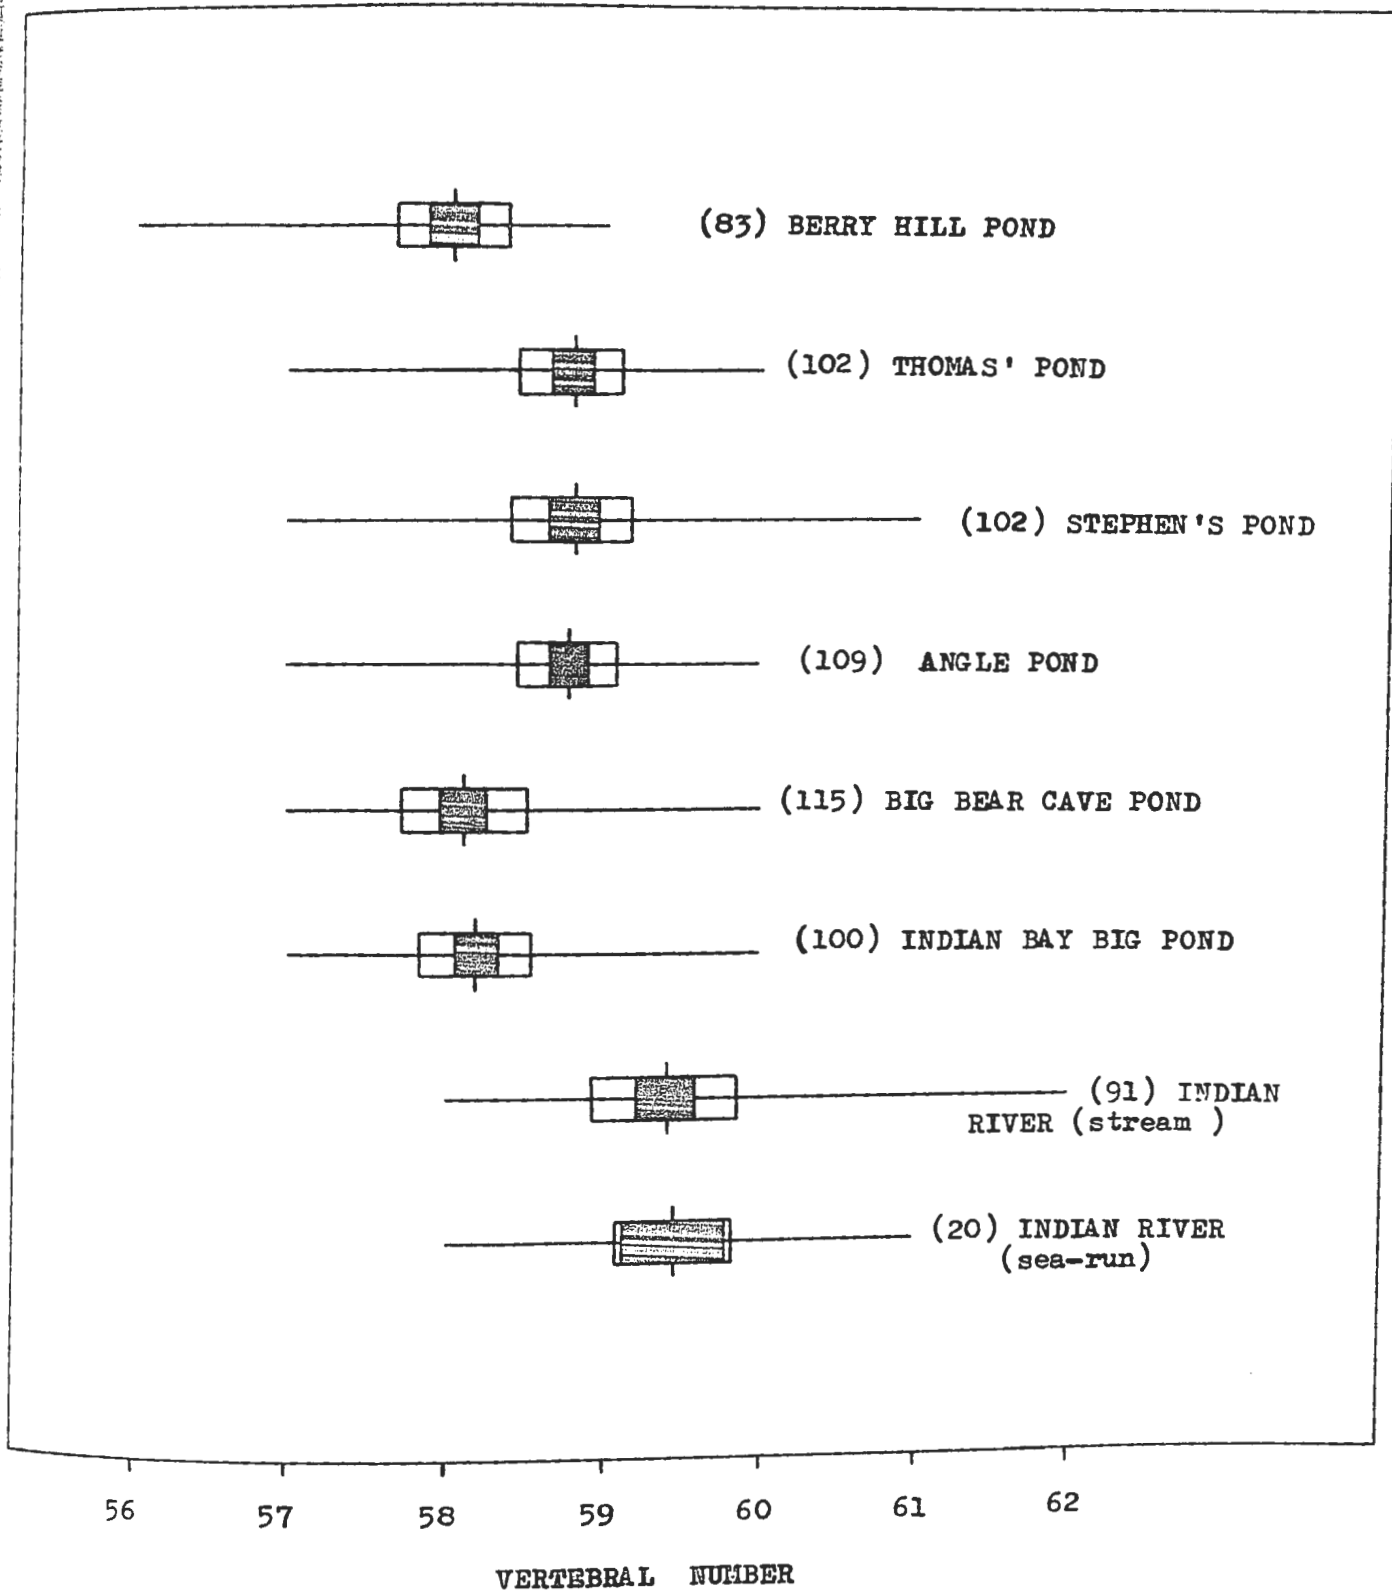 (83) BERRY HILL POND
(102) THOMAS' POND
(102) STEPHEN'S POND
(109) ANGLE POND
(115) BIG BEAR CAVE POND
(100) INDIAN BAY BIG POND
(91) INDIAN
RIVER (stream )
(20) INDIAN RIVER
(sea-run)
56 57 58 59 60 61 62
VERTEBRAL NUMBER